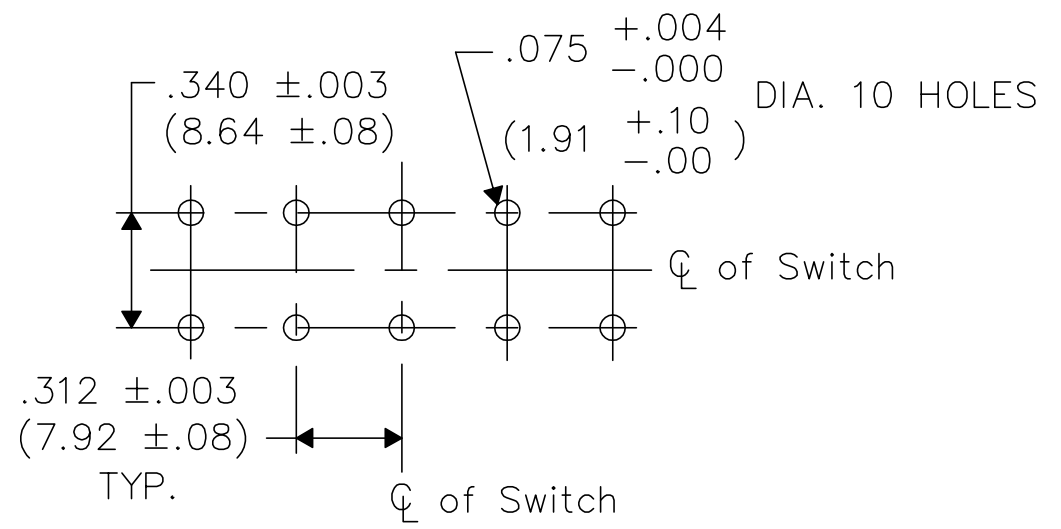 .340 ±.003
(8.64 ±.08)
.075 +.004
-.000
(1.91 +.10
-.00 )
DIA. 10 HOLES
℄ of Switch
.312 ±.003
(7.92 ±.08)
TYP.
℄ of Switch